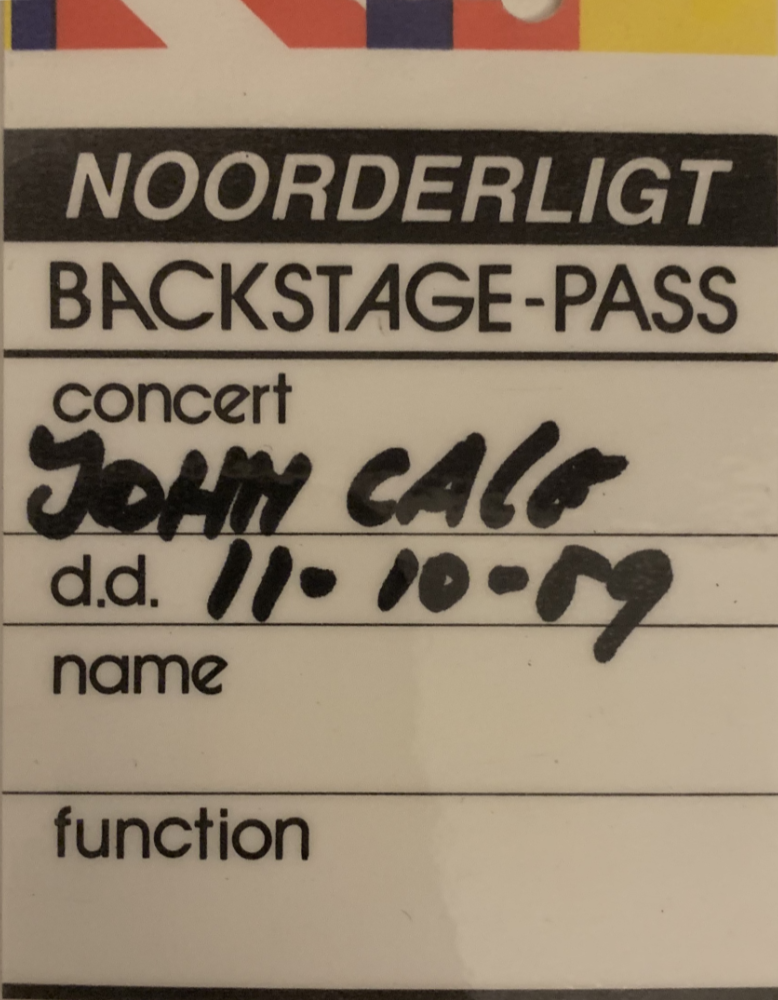 NOORDERLIGT
BACKSTAGE-PASS
concert
JOHN CALE
d.d. 11-10-89
name
function